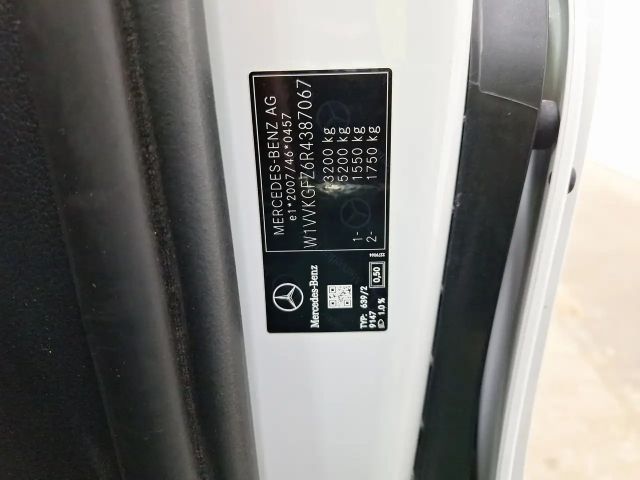 MERCEDES-BENZ AG
e1*2007/46*0457
W1VVKGFZ6R4387067
3200 kg
5200 kg
1- 1550 kg
2- 1750 kg
Mercedes-Benz
TYP: 639/2
9147
1.0 %
0,50